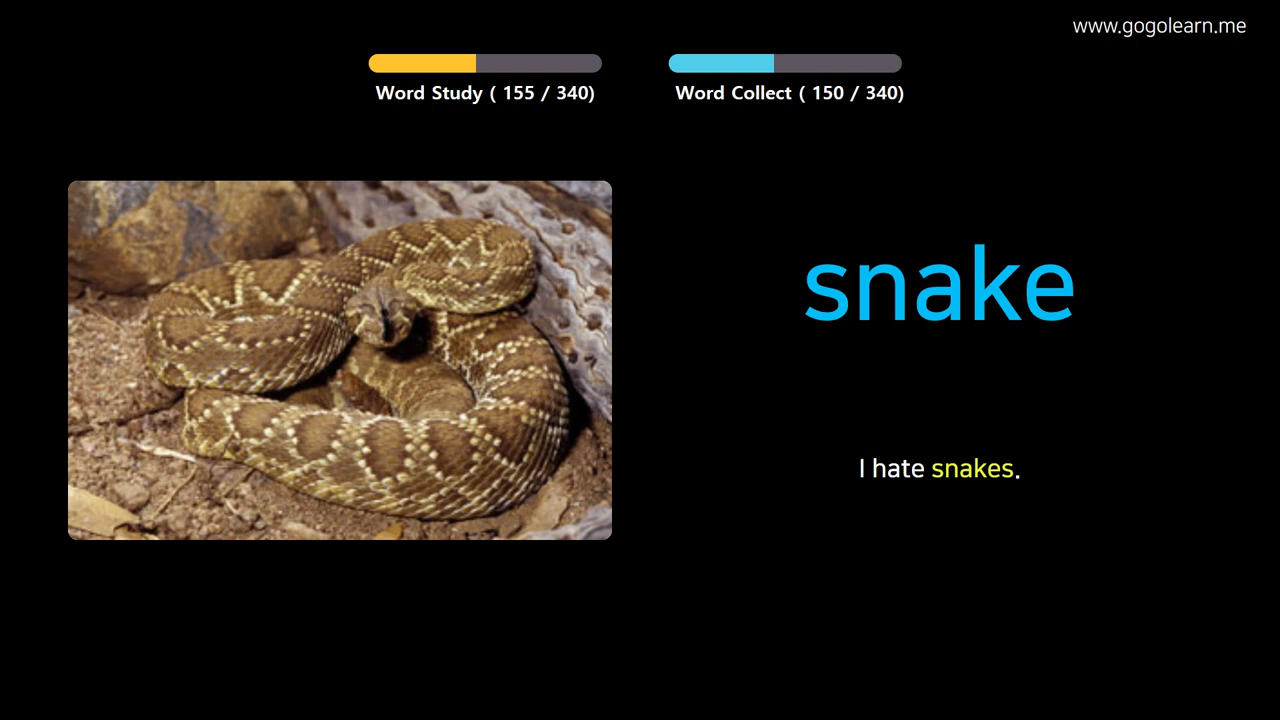 www.gogolearn.me
Word Study ( 155 / 340)
Word Collect ( 150 / 340)
snake
I hate snakes.